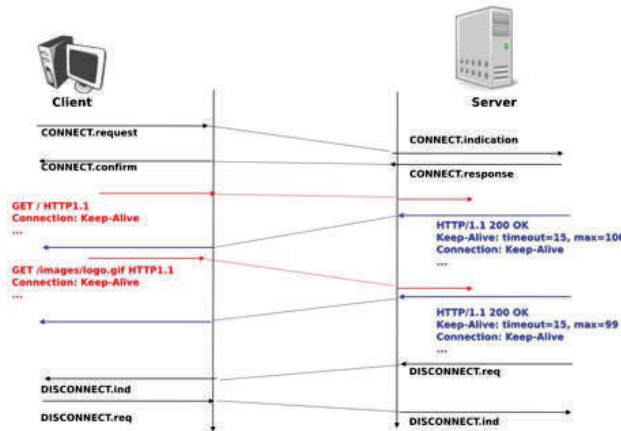 Client
Server
CONNECT.request
CONNECT.indication
CONNECT.confirm
CONNECT.response
GET / HTTP1.1
Connection: Keep-Alive
...
HTTP/1.1 200 OK
Keep-Alive: timeout=15, max=100
Connection: Keep-Alive
...
GET /images/logo.gif HTTP1.1
Connection: Keep-Alive
...
HTTP/1.1 200 OK
Keep-Alive: timeout=15, max=99
Connection: Keep-Alive
...
DISCONNECT.req
DISCONNECT.ind
DISCONNECT.req
DISCONNECT.ind